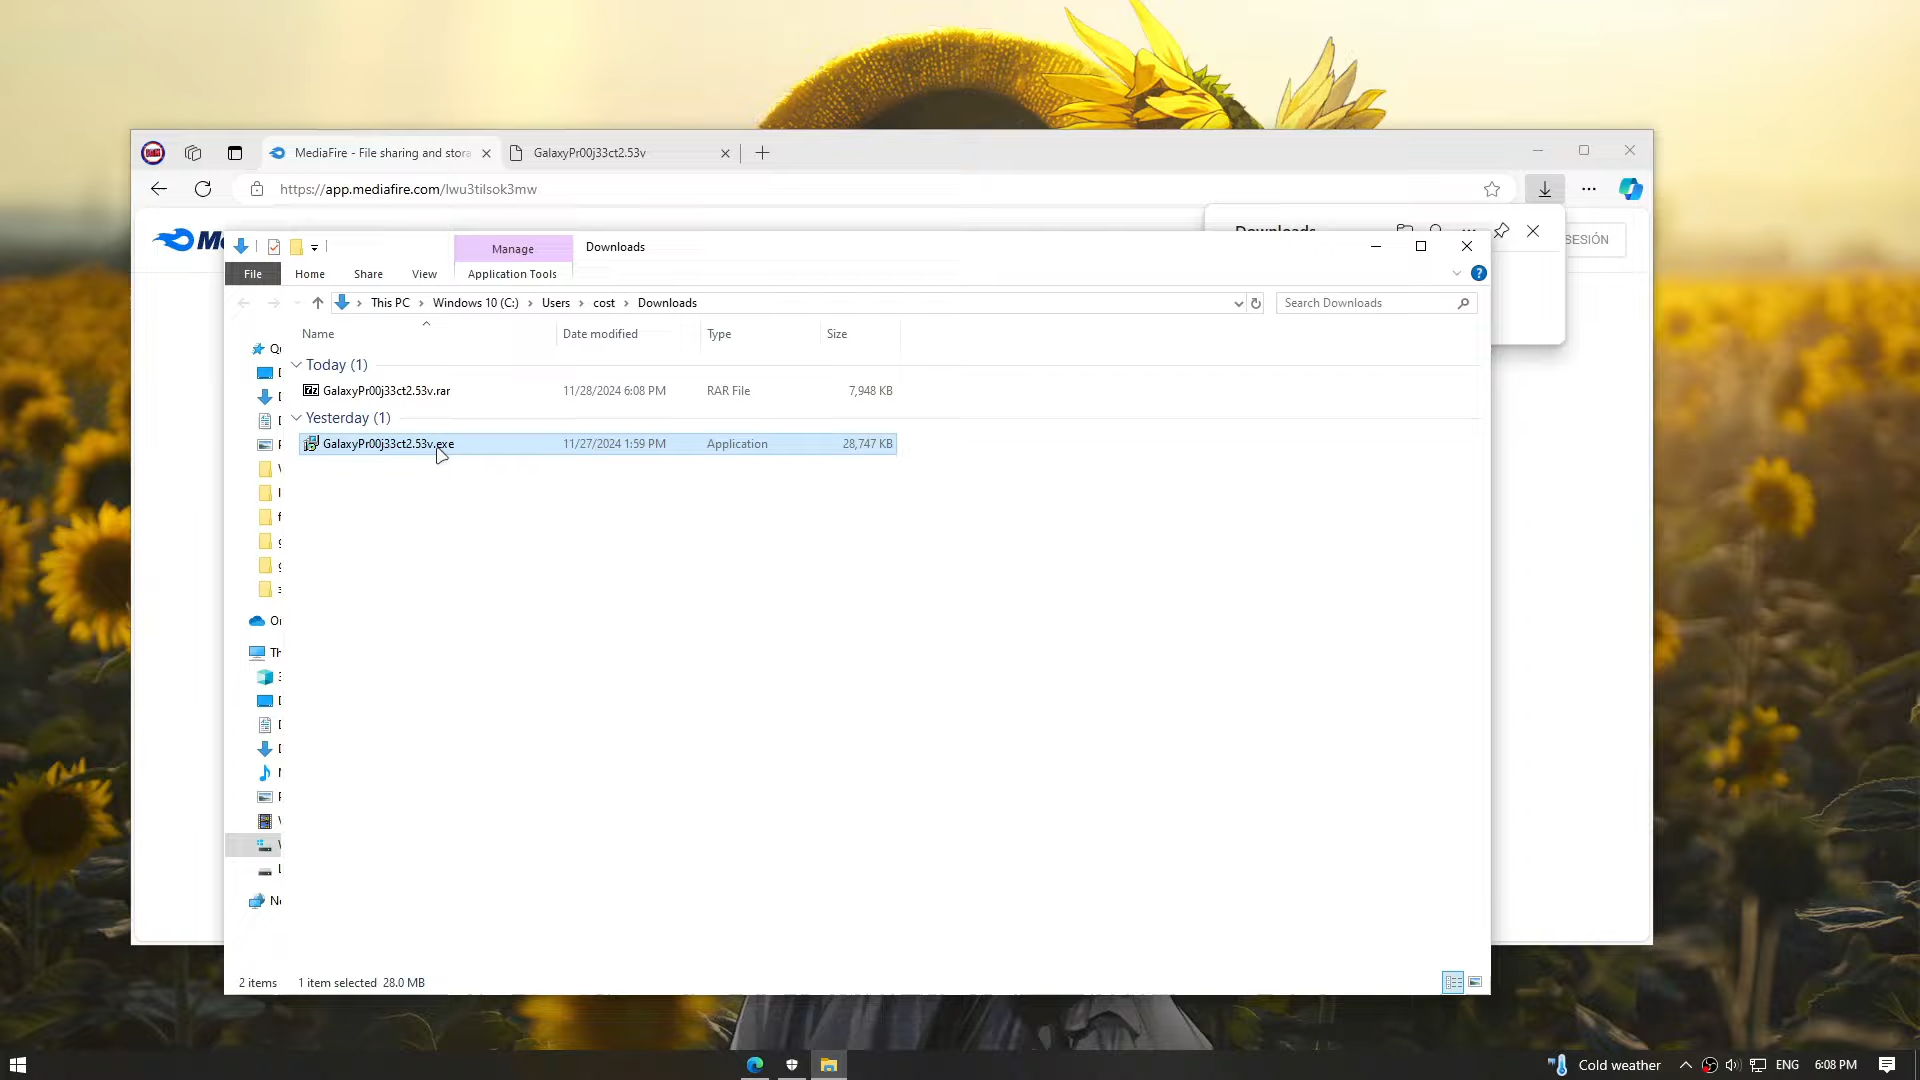 MediaFire - File sharing and stora
GalaxyPr00j33ct2.53v
https://app.mediafire.com/lwu3tilsok3mw
Downloads
SESIÓN
Manage
Downloads
File
Home
Share
View
Application Tools
This PC
Windows 10 (C:)
Users
cost
Downloads
Search Downloads
Name
Date modified
Type
Size
Today (1)
GalaxyPr00j33ct2.53v.rar 11/28/2024 6:08 PM RAR File 7,948 KB
Yesterday (1)
GalaxyPr00j33ct2.53v.exe 11/27/2024 1:59 PM Application 28,747 KB
2 items 1 item selected 28.0 MB
Cold weather
ENG
6:08 PM